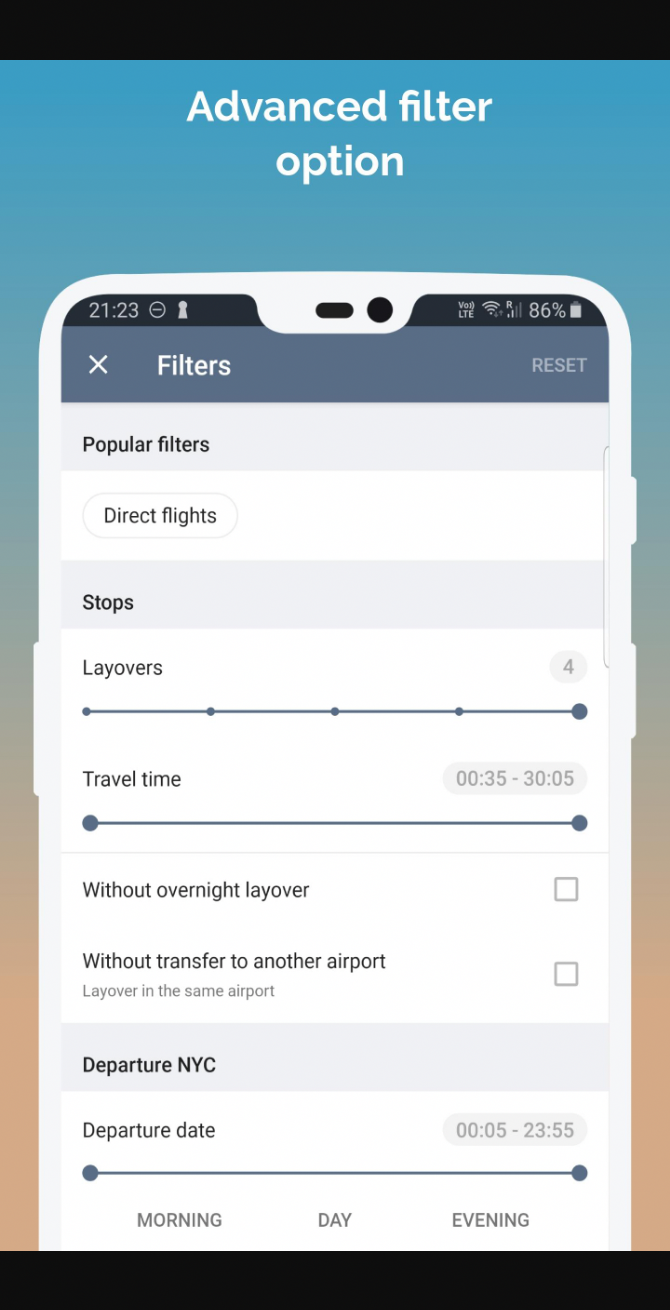 Advanced filter
option
21:23 Vo)) LTE R 86%
Filters RESET
Popular filters
Direct flights
Stops
Layovers 4
Travel time 00:35 - 30:05
Without overnight layover
Without transfer to another airport
Layover in the same airport
Departure NYC
Departure date 00:05 - 23:55
MORNING DAY EVENING